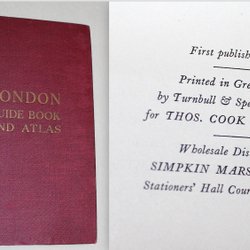 ONDON
UIDE BOOK
ND ATLAS
First publish
Printed in Gre
by Turnbull & Spe
for THOS. COOK
Wholesale Dis
SIMPKIN MARS
Stationers' Hall Cour